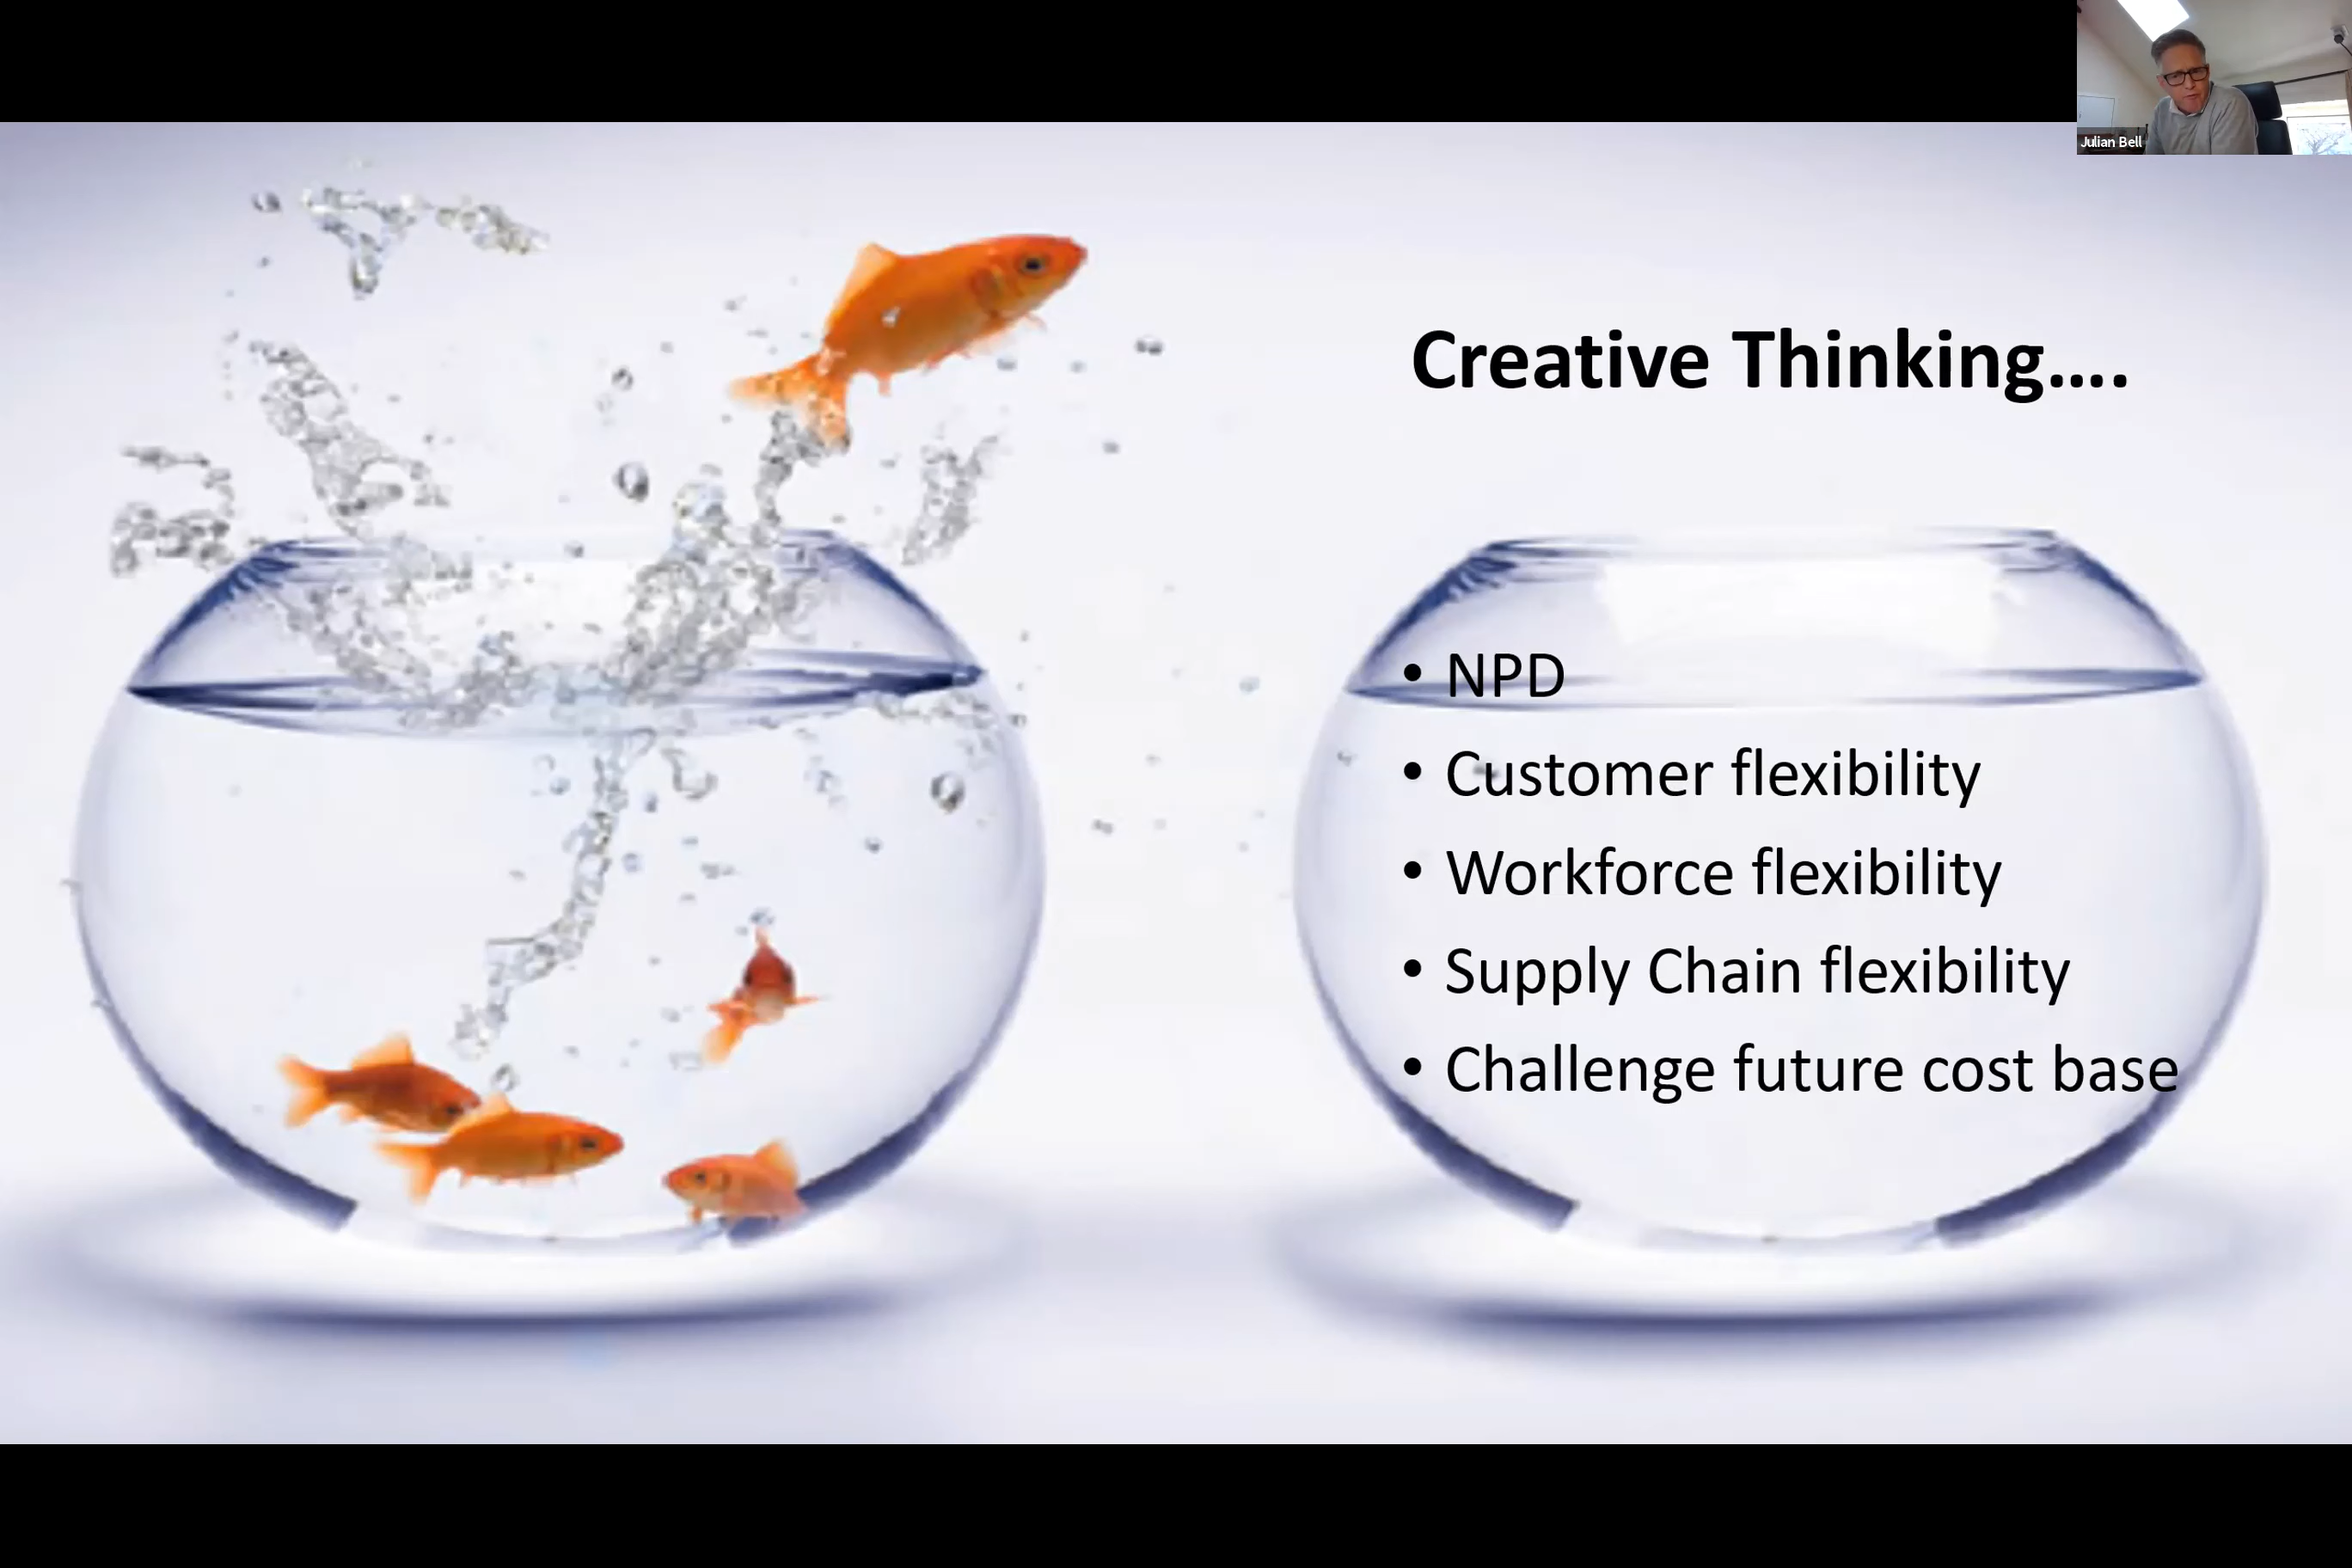 Julian Bell
Creative Thinking....
• NPD
• Customer flexibility
• Workforce flexibility
• Supply Chain flexibility
• Challenge future cost base